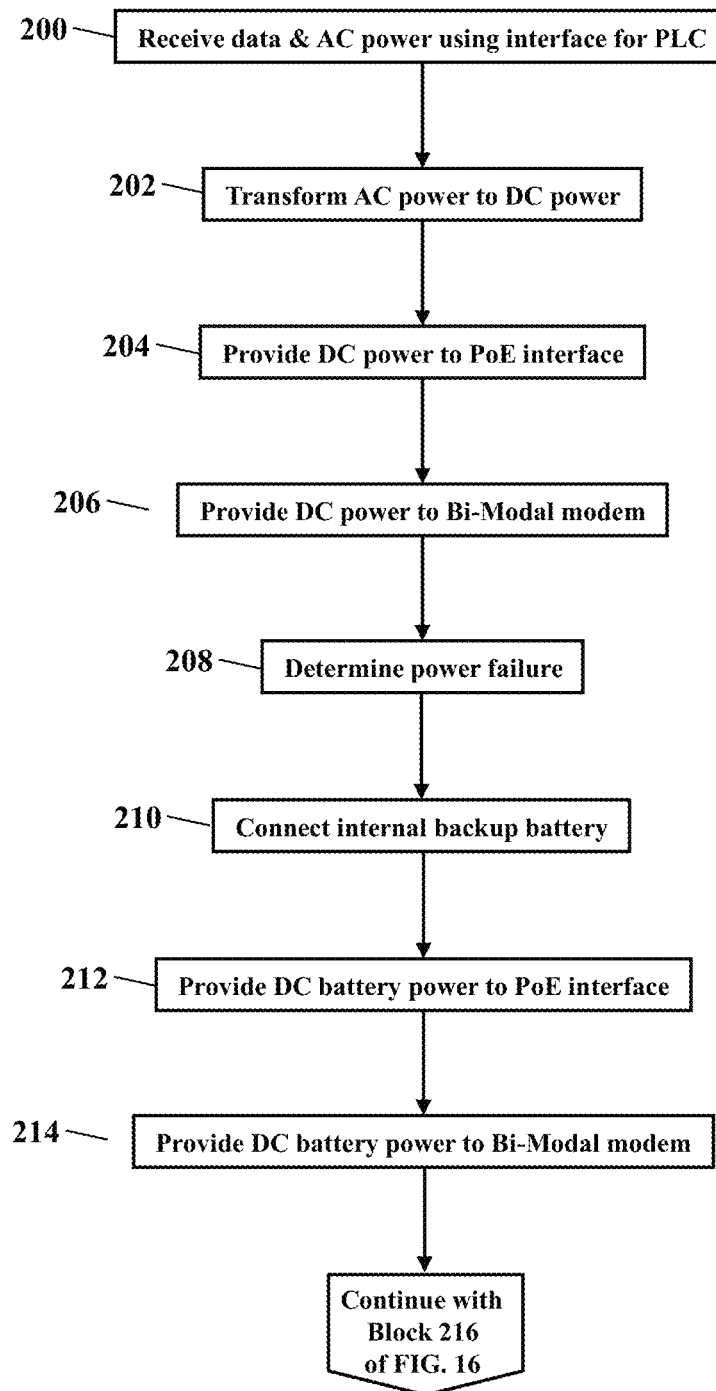 200 Receive data & AC power using interface for PLC
202 Transform AC power to DC power
204 Provide DC power to PoE interface
206 Provide DC power to Bi-Modal modem
208 Determine power failure
210 Connect internal backup battery
212 Provide DC battery power to PoE interface
214 Provide DC battery power to Bi-Modal modem
Continue with
Block 216
of FIG. 16